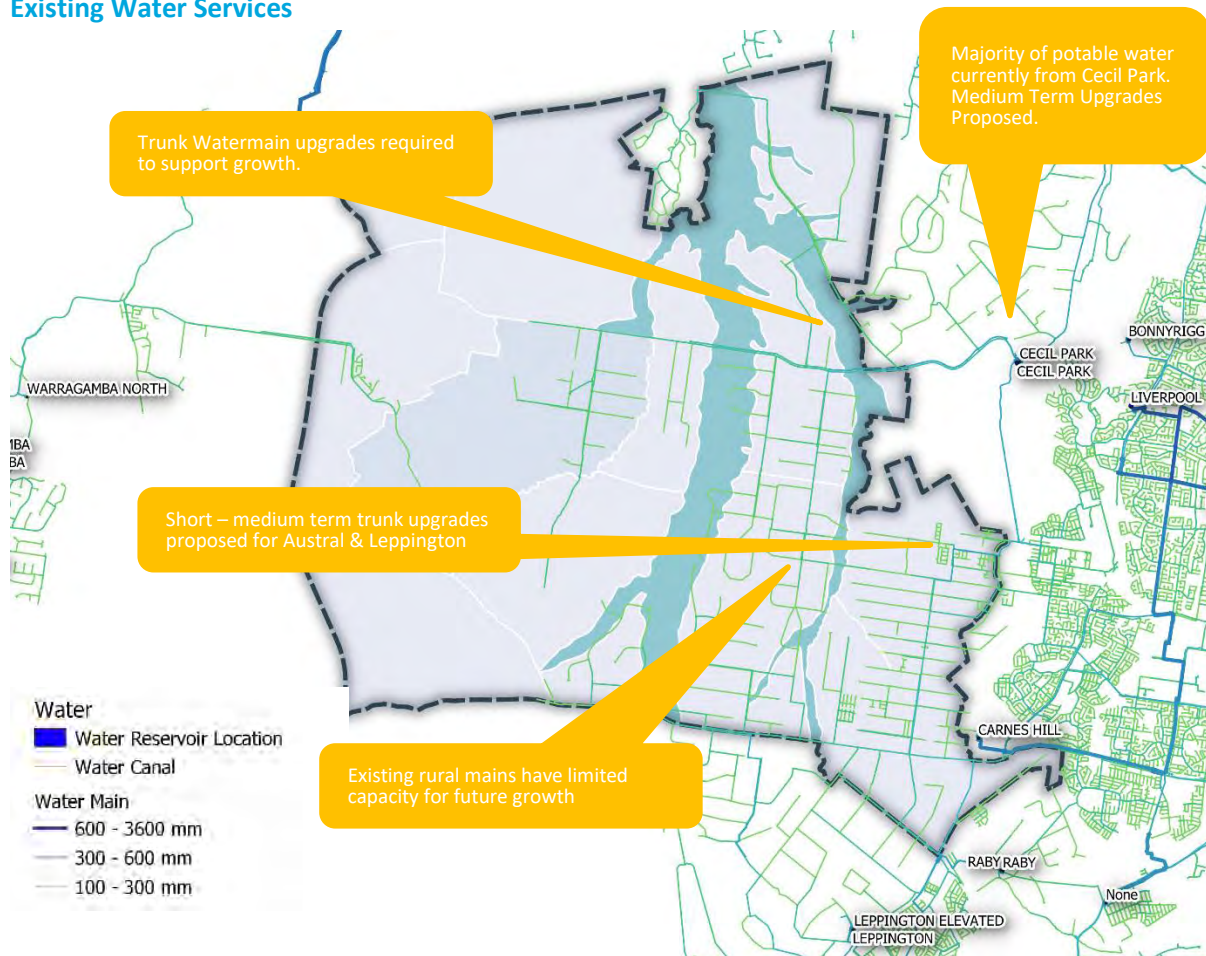 Existing Water Services
Majority of potable water
currently from Cecil Park.
Medium Term Upgrades
Proposed.
Trunk Watermain upgrades required
to support growth.
BONNYRIGG
CECIL PARK
CECIL PARK
WARRAGAMBA NORTH
LIVERPOOL
MBA
BA
Short – medium term trunk upgrades
proposed for Austral & Leppington
Water
Water Reservoir Location
Water Canal
Water Main
600 - 3600 mm
300 - 600 mm
100 - 300 mm
CARNES HILL
Existing rural mains have limited
capacity for future growth
RABY RABY
None
LEPPINGTON ELEVATED
LEPPINGTON